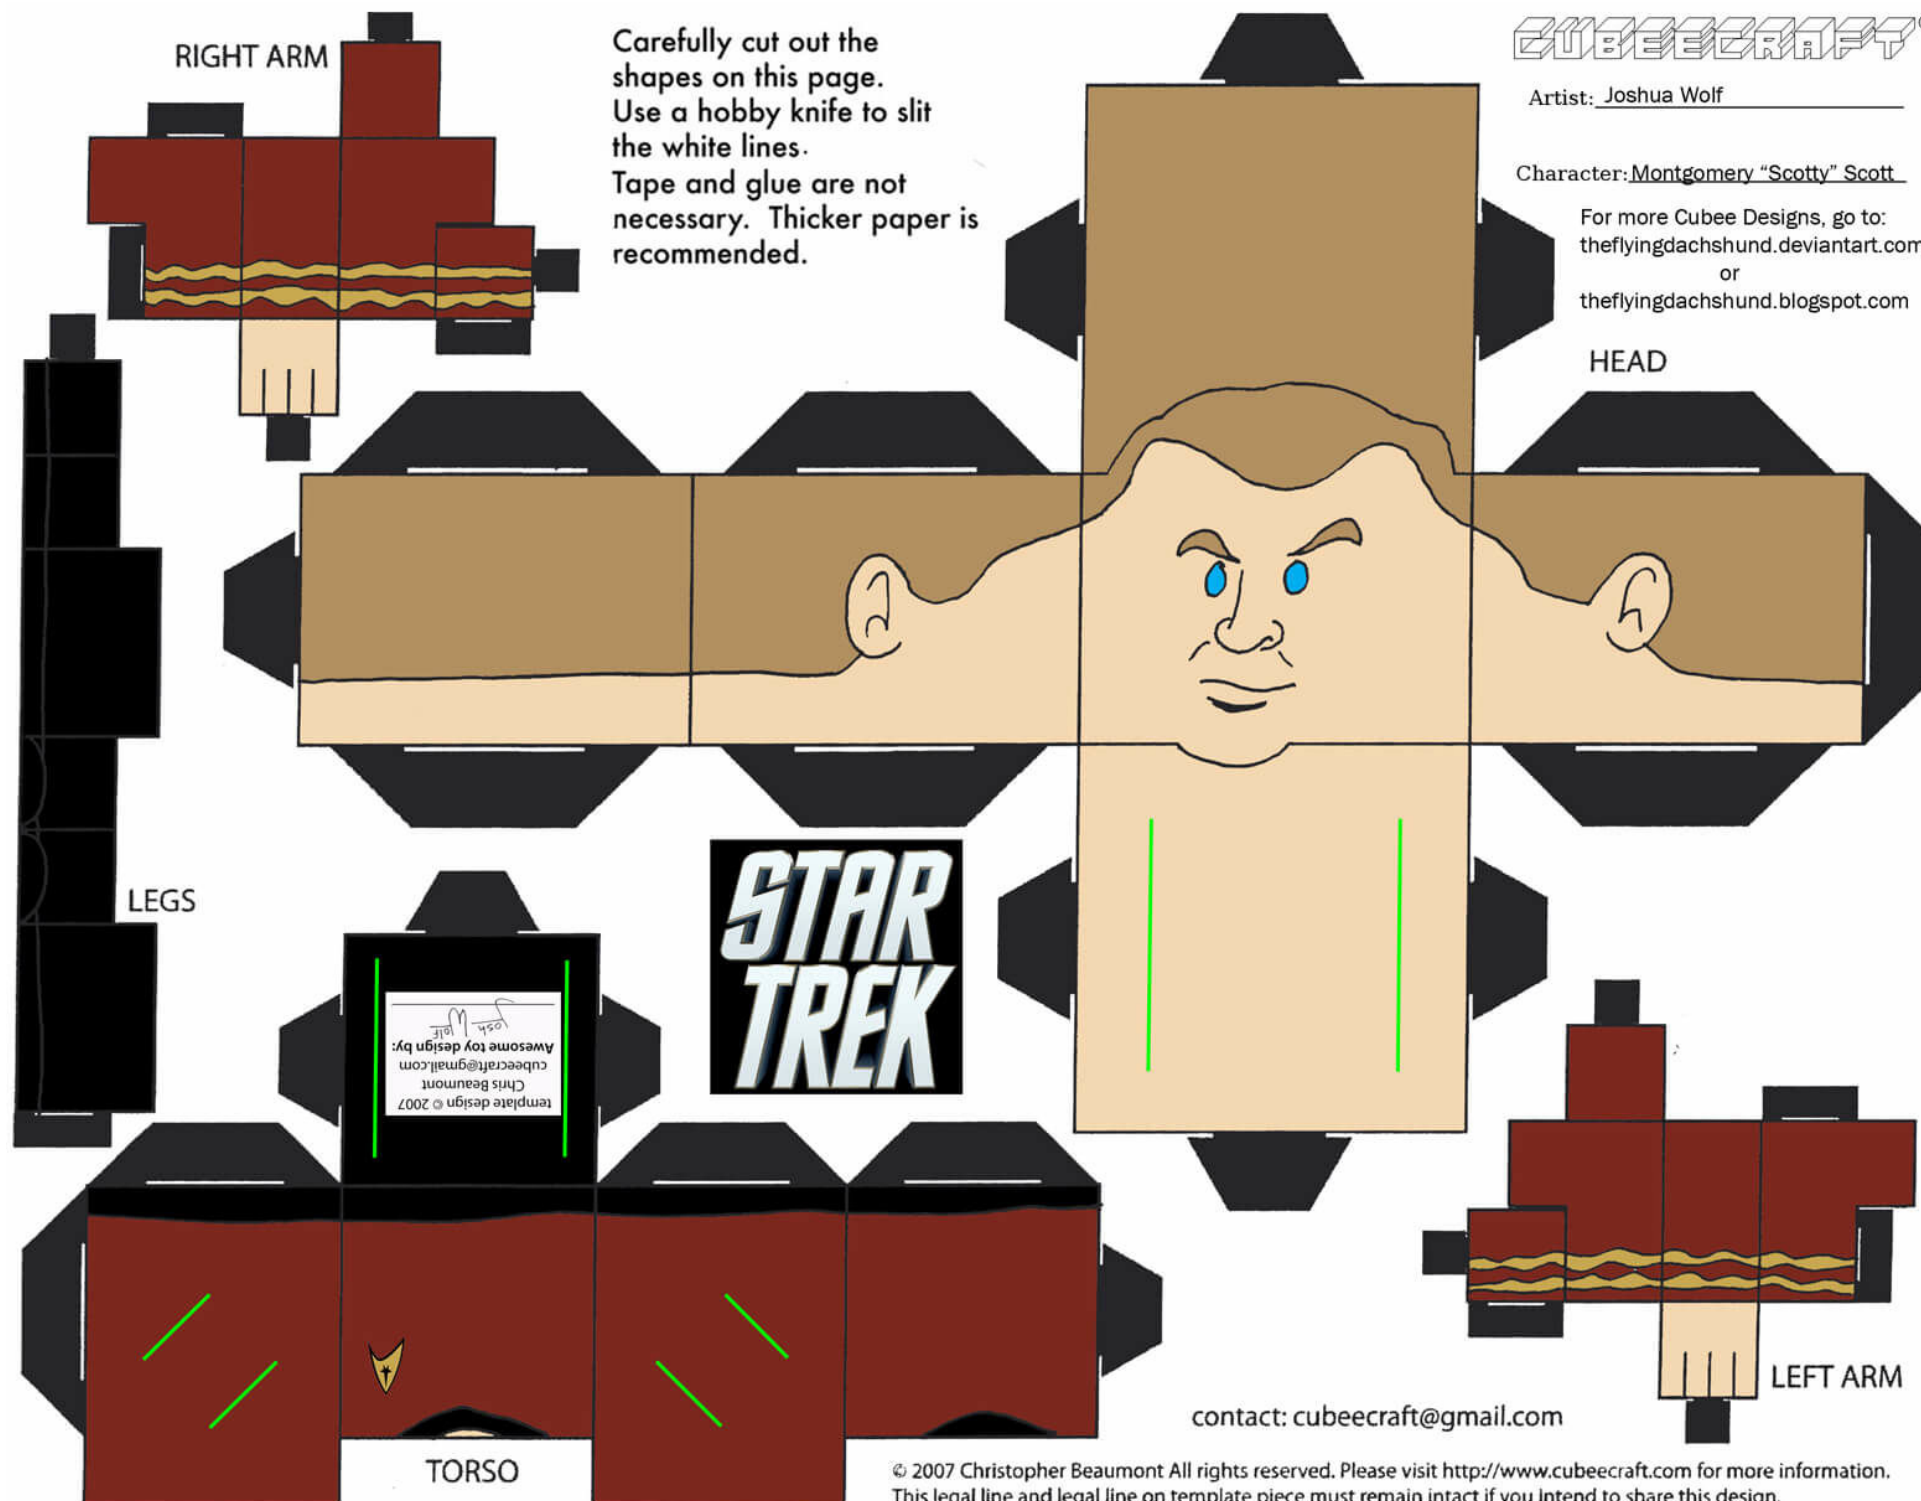 RIGHT ARM
Carefully cut out the
shapes on this page.
Use a hobby knife to slit
the white lines.
Tape and glue are not
necessary.  Thicker paper is
recommended.
CUBEECRAFT
Artist: Joshua Wolf
Character: Montgomery “Scotty” Scott
For more Cubee Designs, go to:
theflyingdachshund.deviantart.com
or
theflyingdachshund.blogspot.com
HEAD
LEGS
STAR
TREK
template design © 2007
Chris Beaumont
cubeecraft@gmail.com
Awesome toy design by:
Josh Wolf
TORSO
LEFT ARM
contact: cubeecraft@gmail.com
© 2007 Christopher Beaumont All rights reserved. Please visit http://www.cubeecraft.com for more information.
This legal line and legal line on template piece must remain intact if you intend to share this design.